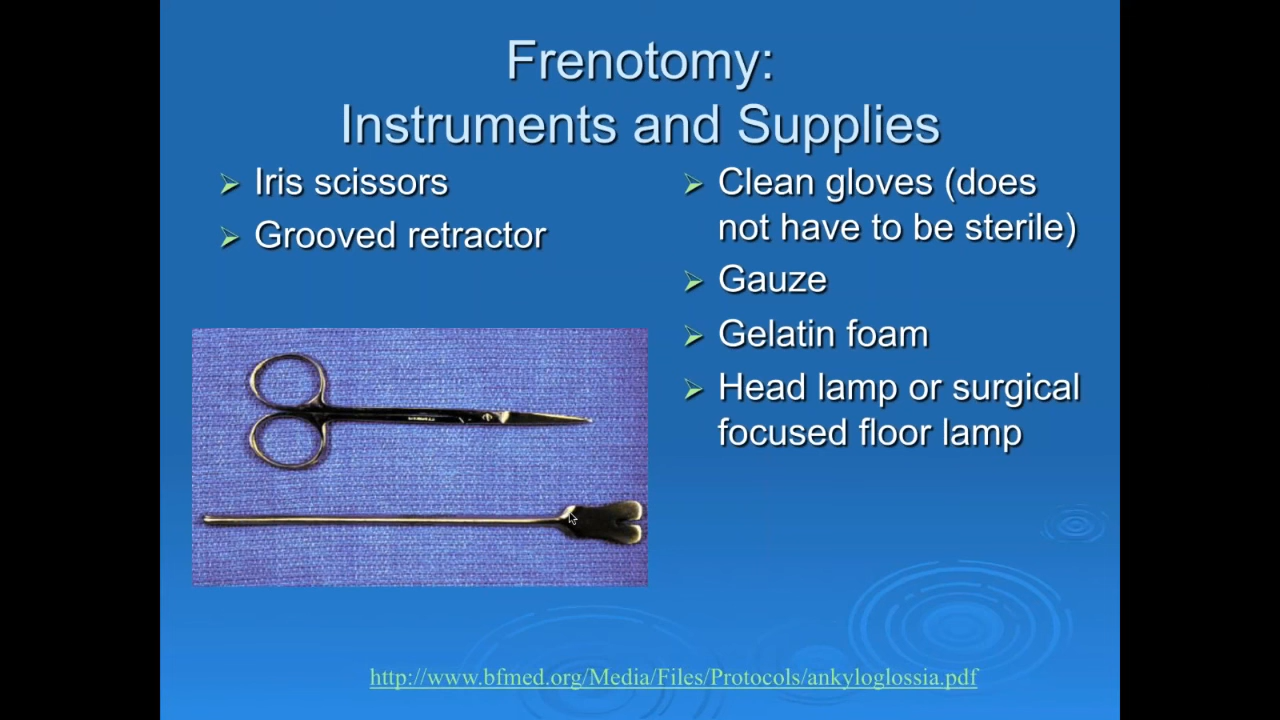 Frenotomy:
Instruments and Supplies
Iris scissors
Grooved retractor
Clean gloves (does
not have to be sterile)
Gauze
Gelatin foam
Head lamp or surgical
focused floor lamp
http://www.bfmed.org/Media/Files/Protocols/ankyloglossia.pdf